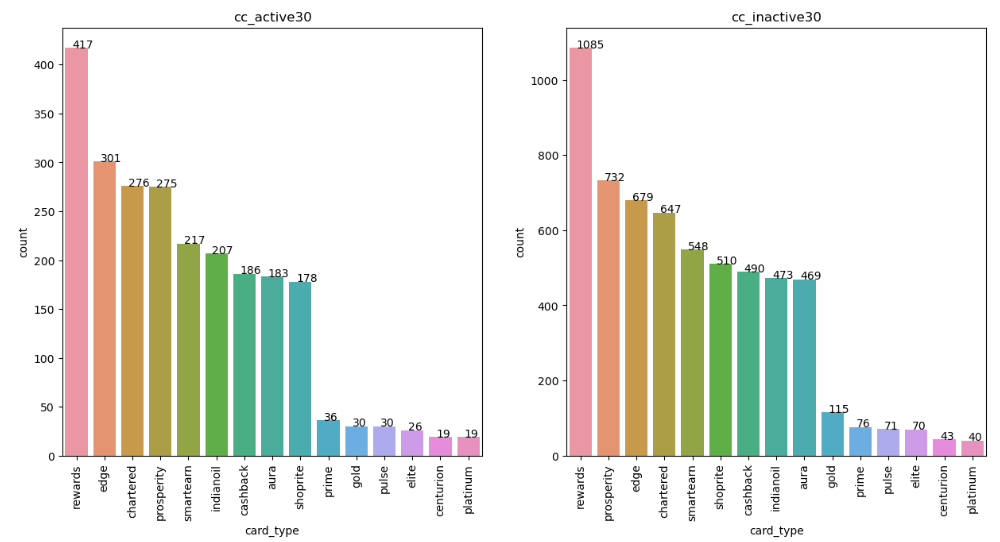 cc_active30
417
301
276
275
217
207
186
183
178
36
30
30
26
19
19
400
350
300
250
200
150
100
50
0
count
rewards
edge
chartered
prosperity
smartearn
indianoil
cashback
aura
shoprite
prime
gold
pulse
elite
centurion
platinum
card_type
cc_inactive30
1085
732
679
647
548
510
490
473
469
115
76
71
70
43
40
1000
800
600
400
200
0
count
rewards
prosperity
edge
chartered
smartearn
shoprite
cashback
indianoil
aura
gold
prime
pulse
elite
centurion
platinum
card_type